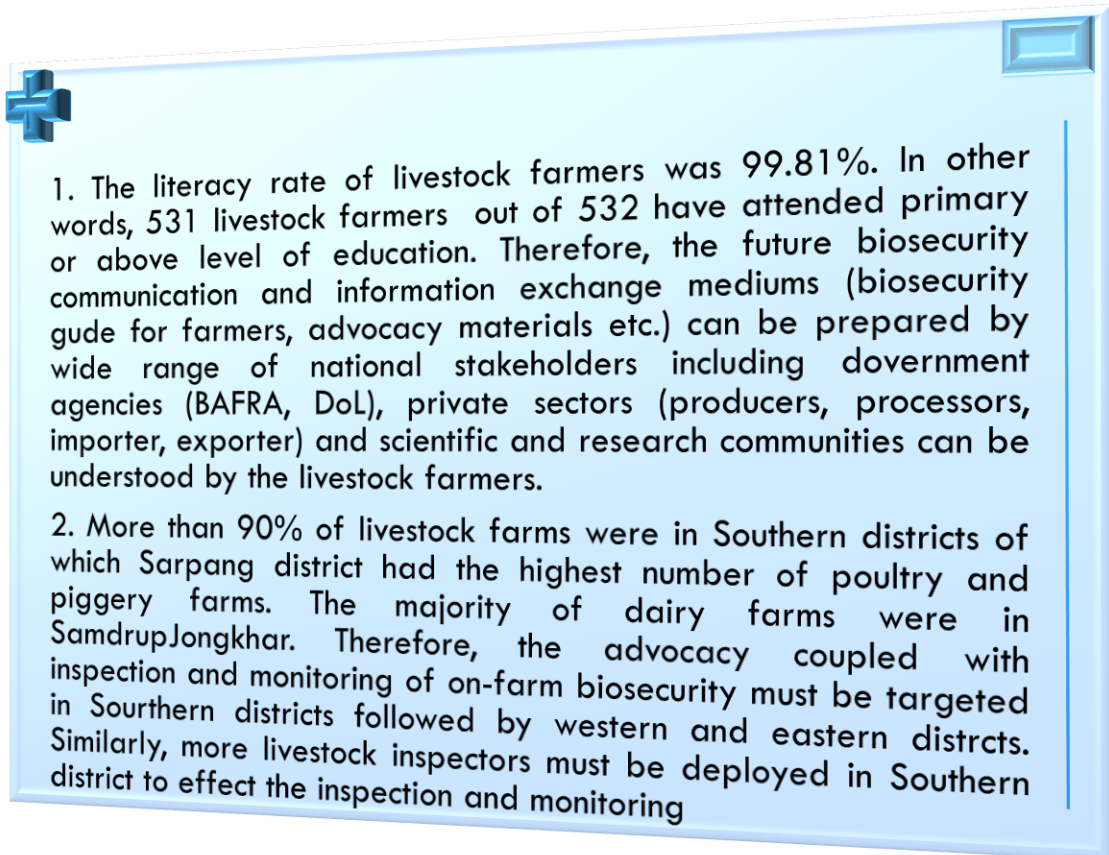 1. The literacy rate of livestock farmers was 99.81%. In other
words, 531 livestock farmers out of 532 have attended primary
or above level of education. Therefore, the future biosecurity
communication and information exchange mediums (biosecurity
gude for farmers, advocacy materials etc.) can be prepared by
wide range of national stakeholders including dovernment
agencies (BAFRA, DoL), private sectors (producers, processors,
importer, exporter) and scientific and research communities can be
understood by the livestock farmers.
2. More than 90% of livestock farms were in Southern districts of
which Sarpang district had the highest number of poultry and
piggery farms. The majority of dairy farms were in
SamdrupJongkhar. Therefore, the advocacy coupled with
inspection and monitoring of on-farm biosecurity must be targeted
in Sourthern districts followed by western and eastern distrcts.
Similarly, more livestock inspectors must be deployed in Southern
district to effect the inspection and monitoring